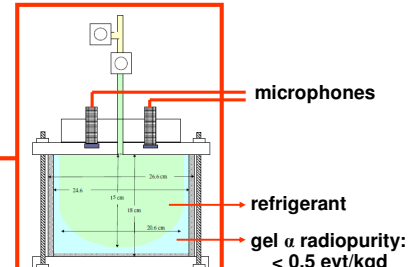 microphones
26.6 cm
24.6
15 cm
18 cm
20.6 cm
refrigerant
gel α radiopurity:
< 0.5 evt/kgd